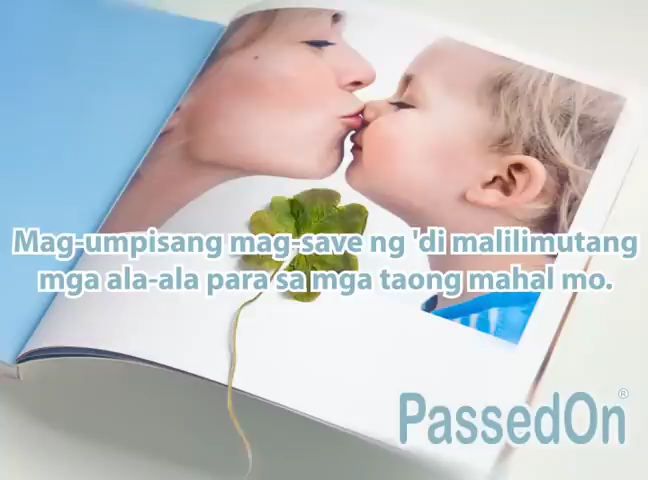 Mag-umpisang mag-save ng 'di malilimutang
mga ala-ala para sa mga taong mahal mo.
PassedOn®